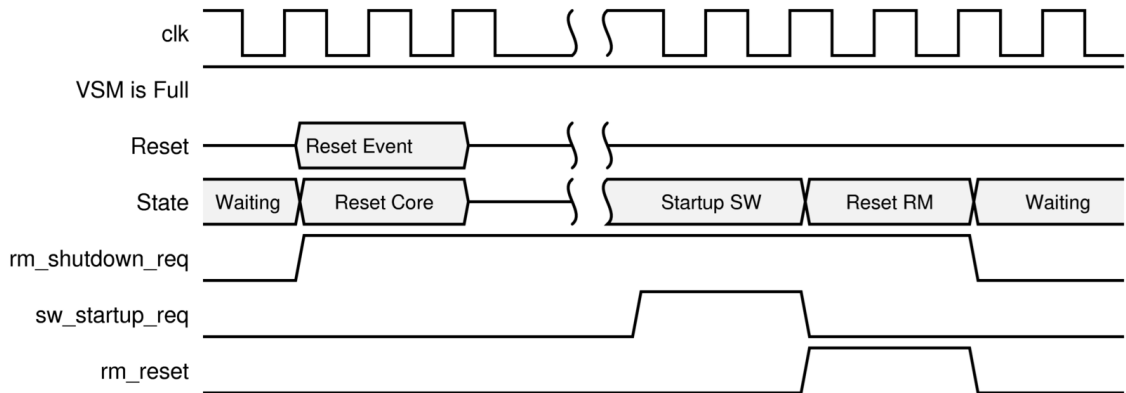 clk
VSM is Full
Reset Reset Event
State Waiting Reset Core Startup SW Reset RM Waiting
rm_shutdown_req
sw_startup_req
rm_reset